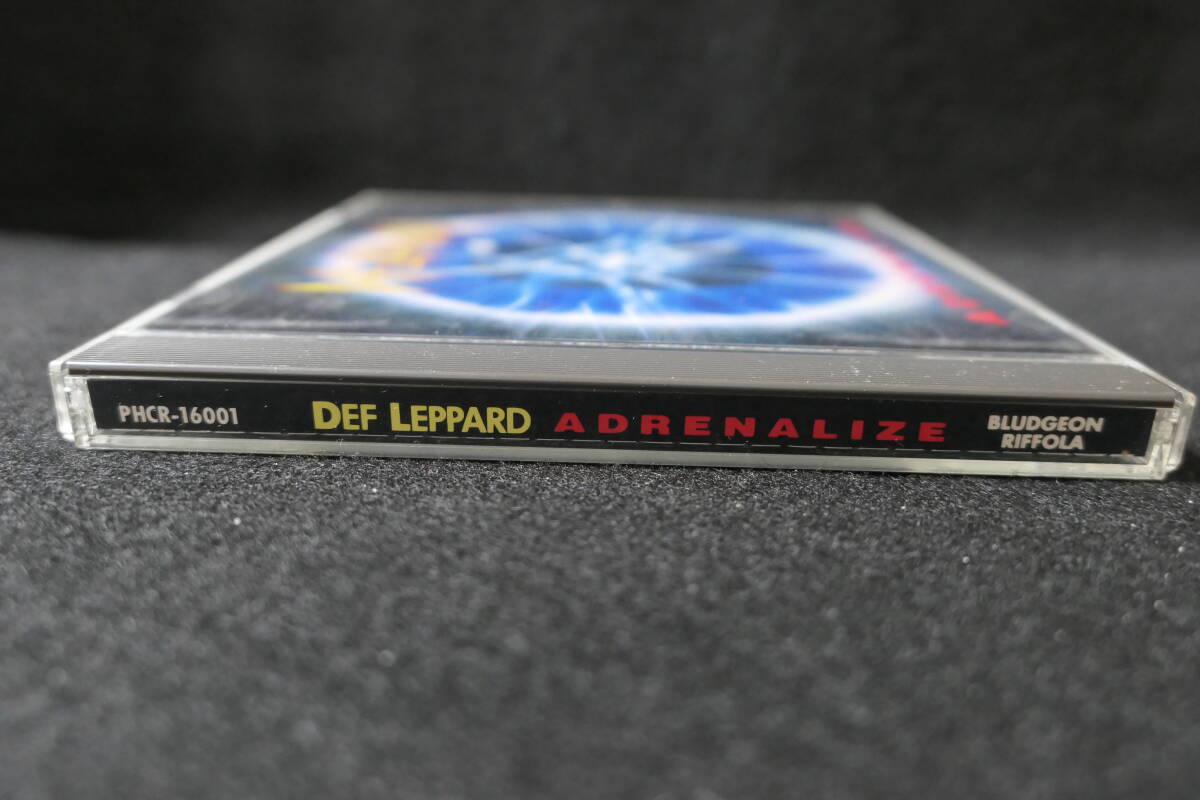 PHCR-16001 DEF LEPPARD ADRENALIZE BLUDGEON
RIFFOLA